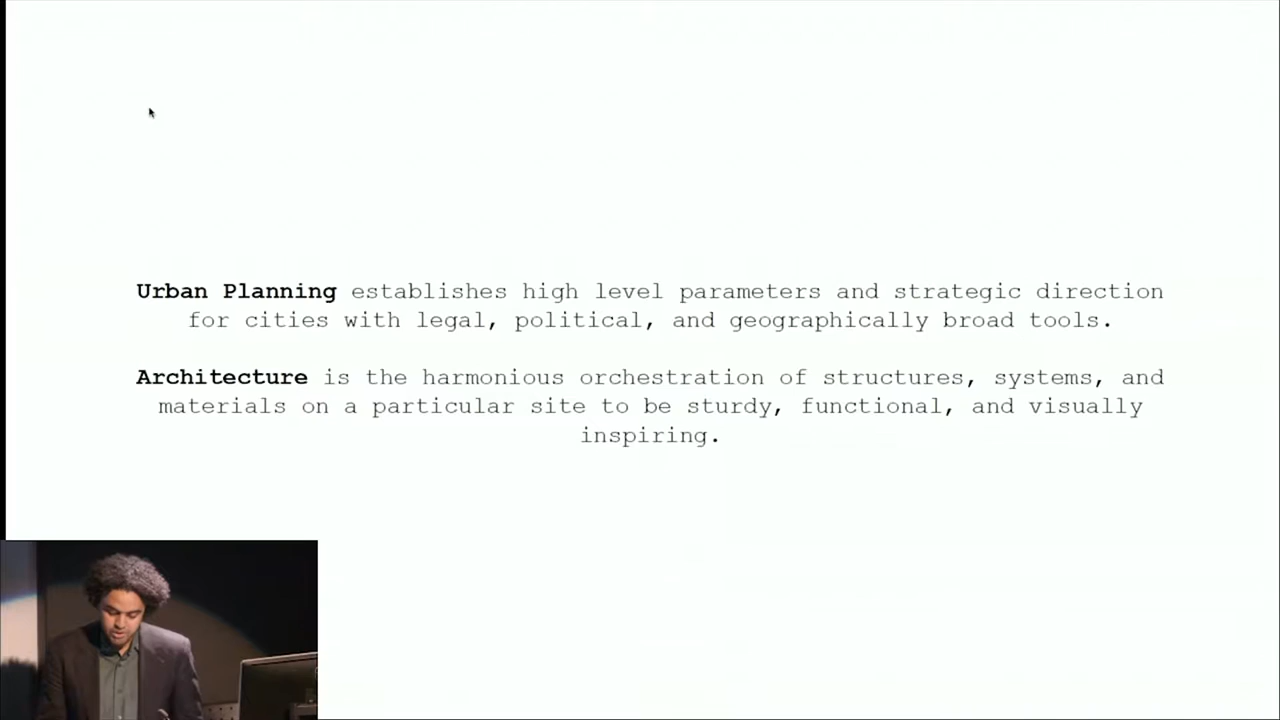 Urban Planning establishes high level parameters and strategic direction
for cities with legal, political, and geographically broad tools.
Architecture is the harmonious orchestration of structures, systems, and
materials on a particular site to be sturdy, functional, and visually
inspiring.